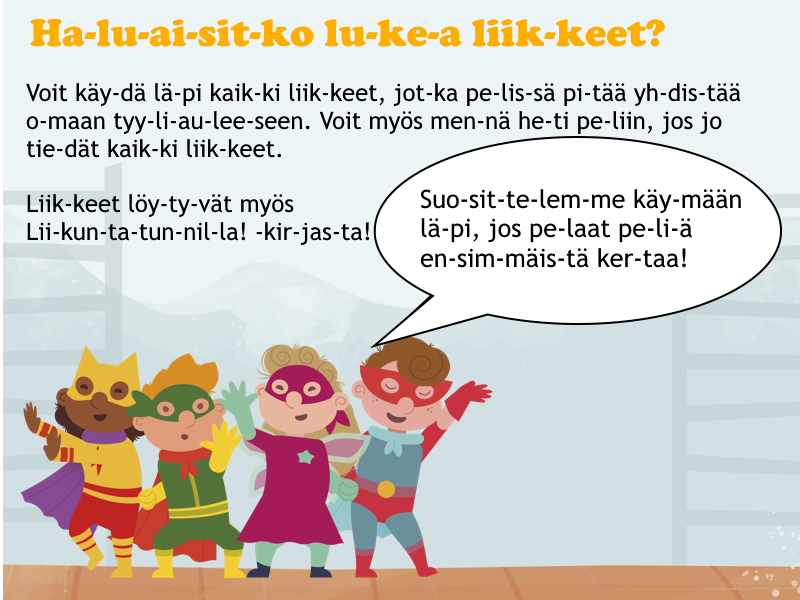 Ha-lu-ai-sit-ko lu-ke-a liik-keet?
Voit käy-dä lä-pi kaik-ki liik-keet, jot-ka pe-lis-sä pi-tää yh-dis-tää
o-maan tyy-li-au-lee-seen. Voit myös men-nä he-ti pe-liin, jos jo
tie-dät kaik-ki liik-keet.
Liik-keet löy-ty-vät myös
Lii-kun-ta-tun-nil-la! -kir-jas-ta!
Suo-sit-te-lem-me käy-mään
lä-pi, jos pe-laat pe-li-ä
en-sim-mäis-tä ker-taa!